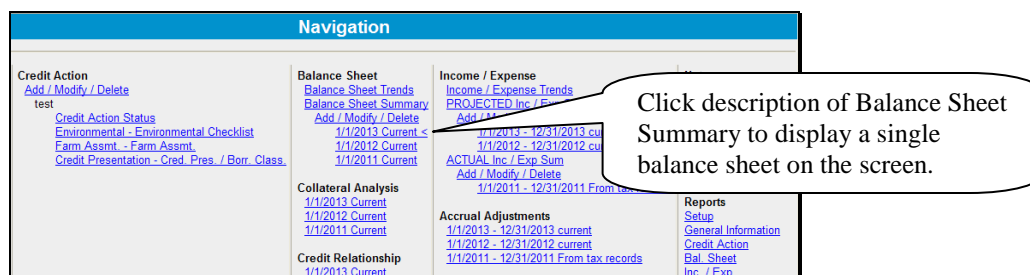 Navigation
Credit Action
Add / Modify / Delete
test
Credit Action Status
Environmental - Environmental Checklist
Farm Assmt. - Farm Assmt.
Credit Presentation - Cred. Pres. / Borr. Class.
Balance Sheet
Balance Sheet Trends
Balance Sheet Summary
Add / Modify / Delete
1/1/2013 Current <
1/1/2012 Current
1/1/2011 Current
Collateral Analysis
1/1/2013 Current
1/1/2012 Current
1/1/2011 Current
Credit Relationship
1/1/2013 Current
Income / Expense
Income / Expense Trends
PROJECTED Inc / Exp
Add /
1/1/2013 - 12/31/2013
1/1/2012 - 12/31/2012
ACTUAL Inc / Exp Sum
Add / Modify / Delete
1/1/2011 - 12/31/2011 From tax
Accrual Adjustments
1/1/2013 - 12/31/2013 current
1/1/2012 - 12/31/2012 current
1/1/2011 - 12/31/2011 From tax records
Click description of Balance Sheet
Summary to display a single
balance sheet on the screen.
Reports
Setup
General Information
Credit Action
Bal. Sheet
Inc. / Exp